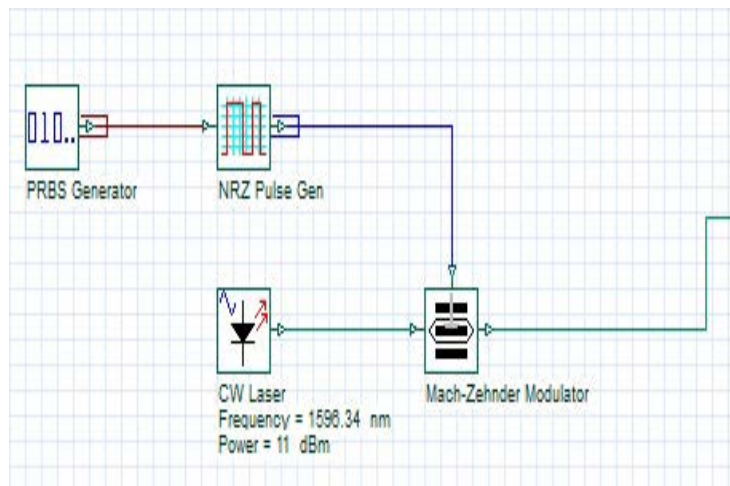 010..
PRBS Generator
NRZ Pulse Gen
CW Laser
Frequency = 1596.34 nm
Power = 11 dBm
Mach-Zehnder Modulator